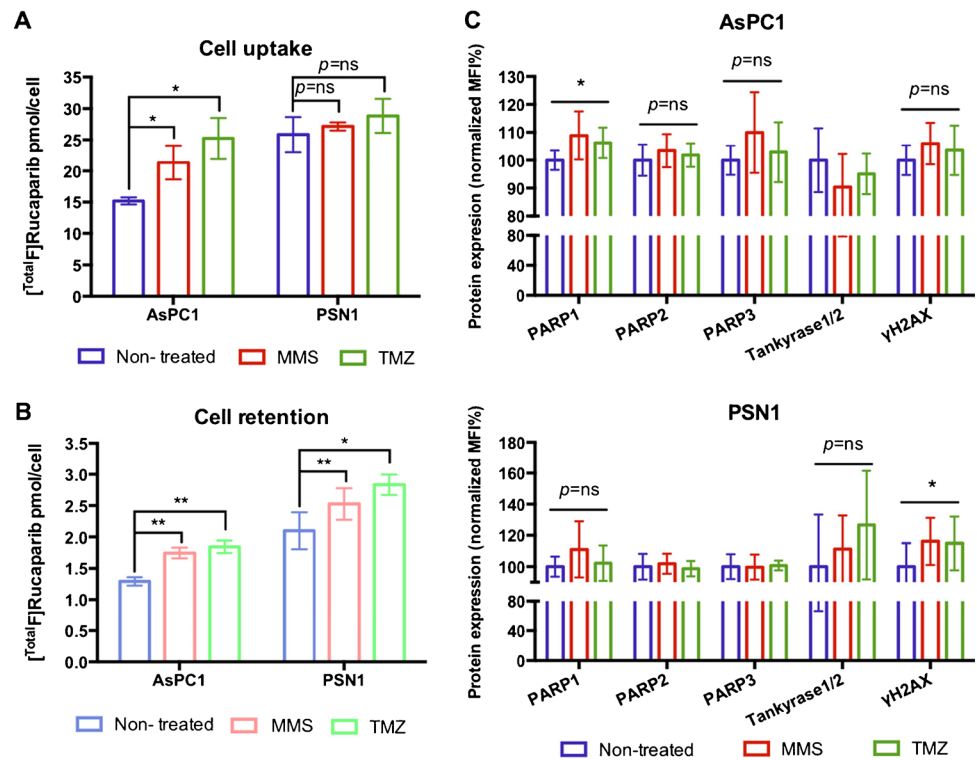 A
Cell uptake
[TotalF]Rucaparib pmol/cell
35
30
25
20
15
10
5
0
*
*
p=ns
p=ns
AsPC1
PSN1
Non- treated
MMS
TMZ
B
Cell retention
[TotalF]Rucaparib pmol/cell
3.5
3.0
2.5
2.0
1.5
1.0
0.5
0.0
**
**
*
**
AsPC1
PSN1
Non- treated
MMS
TMZ
C
AsPC1
Protein expresion (normalized MFI%)
130
120
110
100
90
80
80
40
0
*
p=ns
p=ns
p=ns
PARP1
PARP2
PARP3
Tankyrase1/2
γH2AX
PSN1
Protein expression (normalized MFI%)
180
160
140
120
100
80
60
40
20
0
p=ns
p=ns
*
PARP1
PARP2
PARP3
Tankyrase1/2
γH2AX
Non-treated
MMS
TMZ